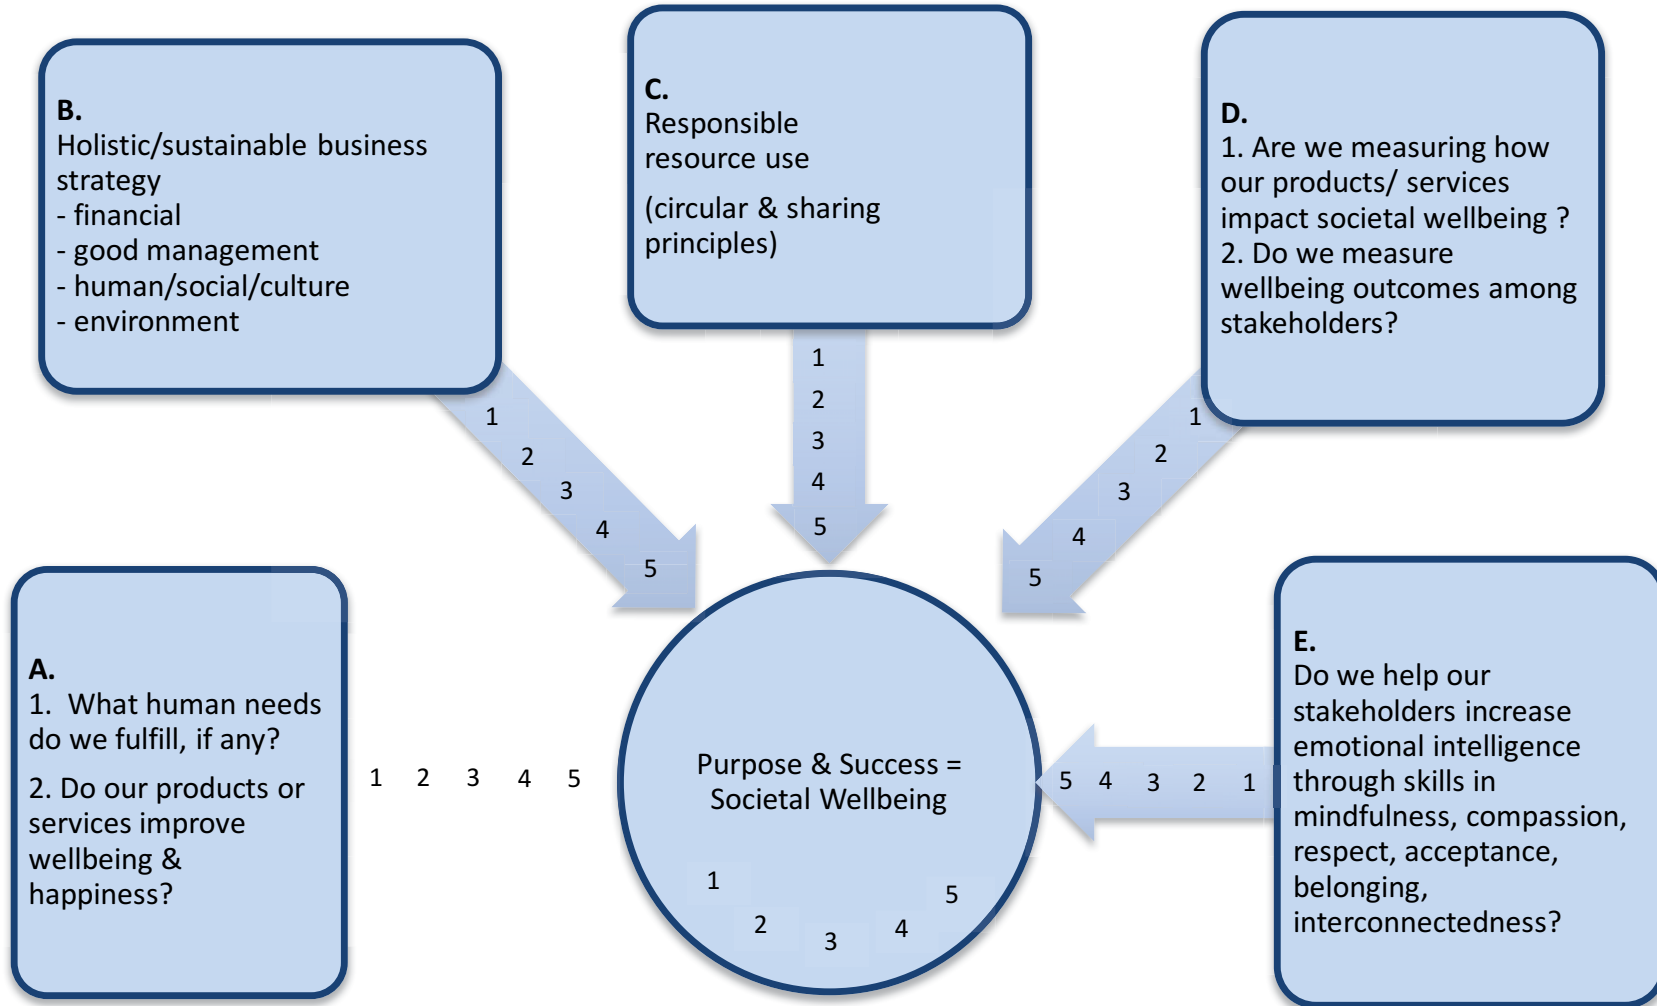 B.
Holistic/sustainable business
strategy
- financial
- good management
- human/social/culture
- environment
C.
Responsible
resource use
(circular & sharing
principles)
D.
1. Are we measuring how
our products/ services
impact societal wellbeing ?
2. Do we measure
wellbeing outcomes among
stakeholders?
1
2
3
4
5
1
2
3
4
5
1
2
3
4
5
A.
1.  What human needs
do we fulfill, if any?
2. Do our products or
services improve
wellbeing &
happiness?
1 2 3 4 5
Purpose & Success =
Societal Wellbeing
1
2
3
4
5
5 4 3 2 1
E.
Do we help our
stakeholders increase
emotional intelligence
through skills in
mindfulness, compassion,
respect, acceptance,
belonging,
interconnectedness?